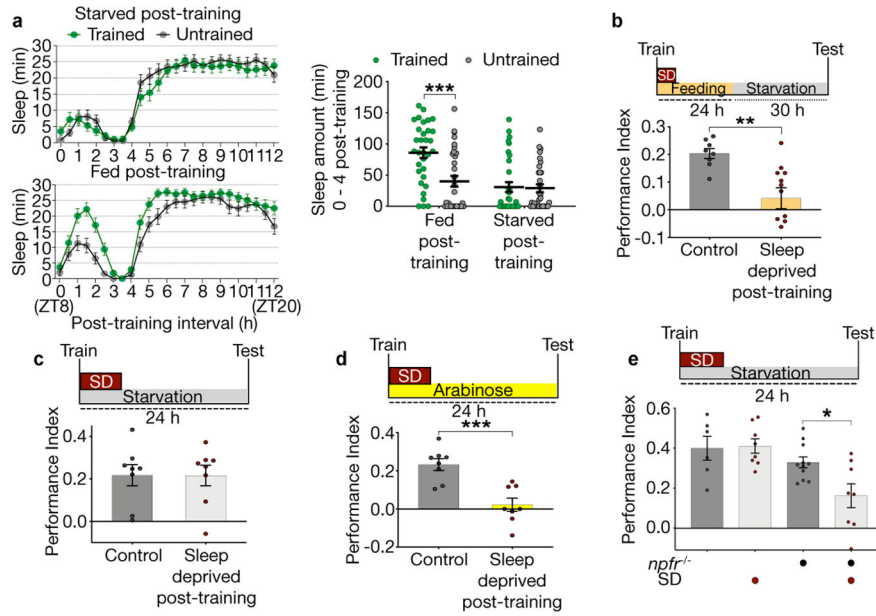 a
Starved post-training
Trained Untrained
Sleep (min)
30
25
20
15
10
5
0
0 1 2 3 4 5 6 7 8 9 10 11 12
Fed post-training
Sleep (min)
30
25
20
15
10
5
0
0 1 2 3 4 5 6 7 8 9 10 11 12
(ZT8) (ZT20)
Post-training interval (h)
Trained Untrained
Sleep amount (min)
0 - 4 post-training
200
150
100
50
0
***
Fed post-training
Starved post-training
b
Train Test
SD
Feeding Starvation
24 h 30 h
**
Performance Index
0.3
0.2
0.1
0.0
-0.1
Control
Sleep deprived post-training
c
Train Test
SD
Starvation
24 h
Performance Index
0.4
0.2
0.0
Control
Sleep deprived post-training
d
Train Test
SD
Arabinose
24 h
***
Performance Index
0.4
0.2
0.0
-0.2
Control
Sleep deprived post-training
e
Train Test
SD
Starvation
24 h
*
Performance Index
0.6
0.4
0.2
0.0
npfr-/-
SD